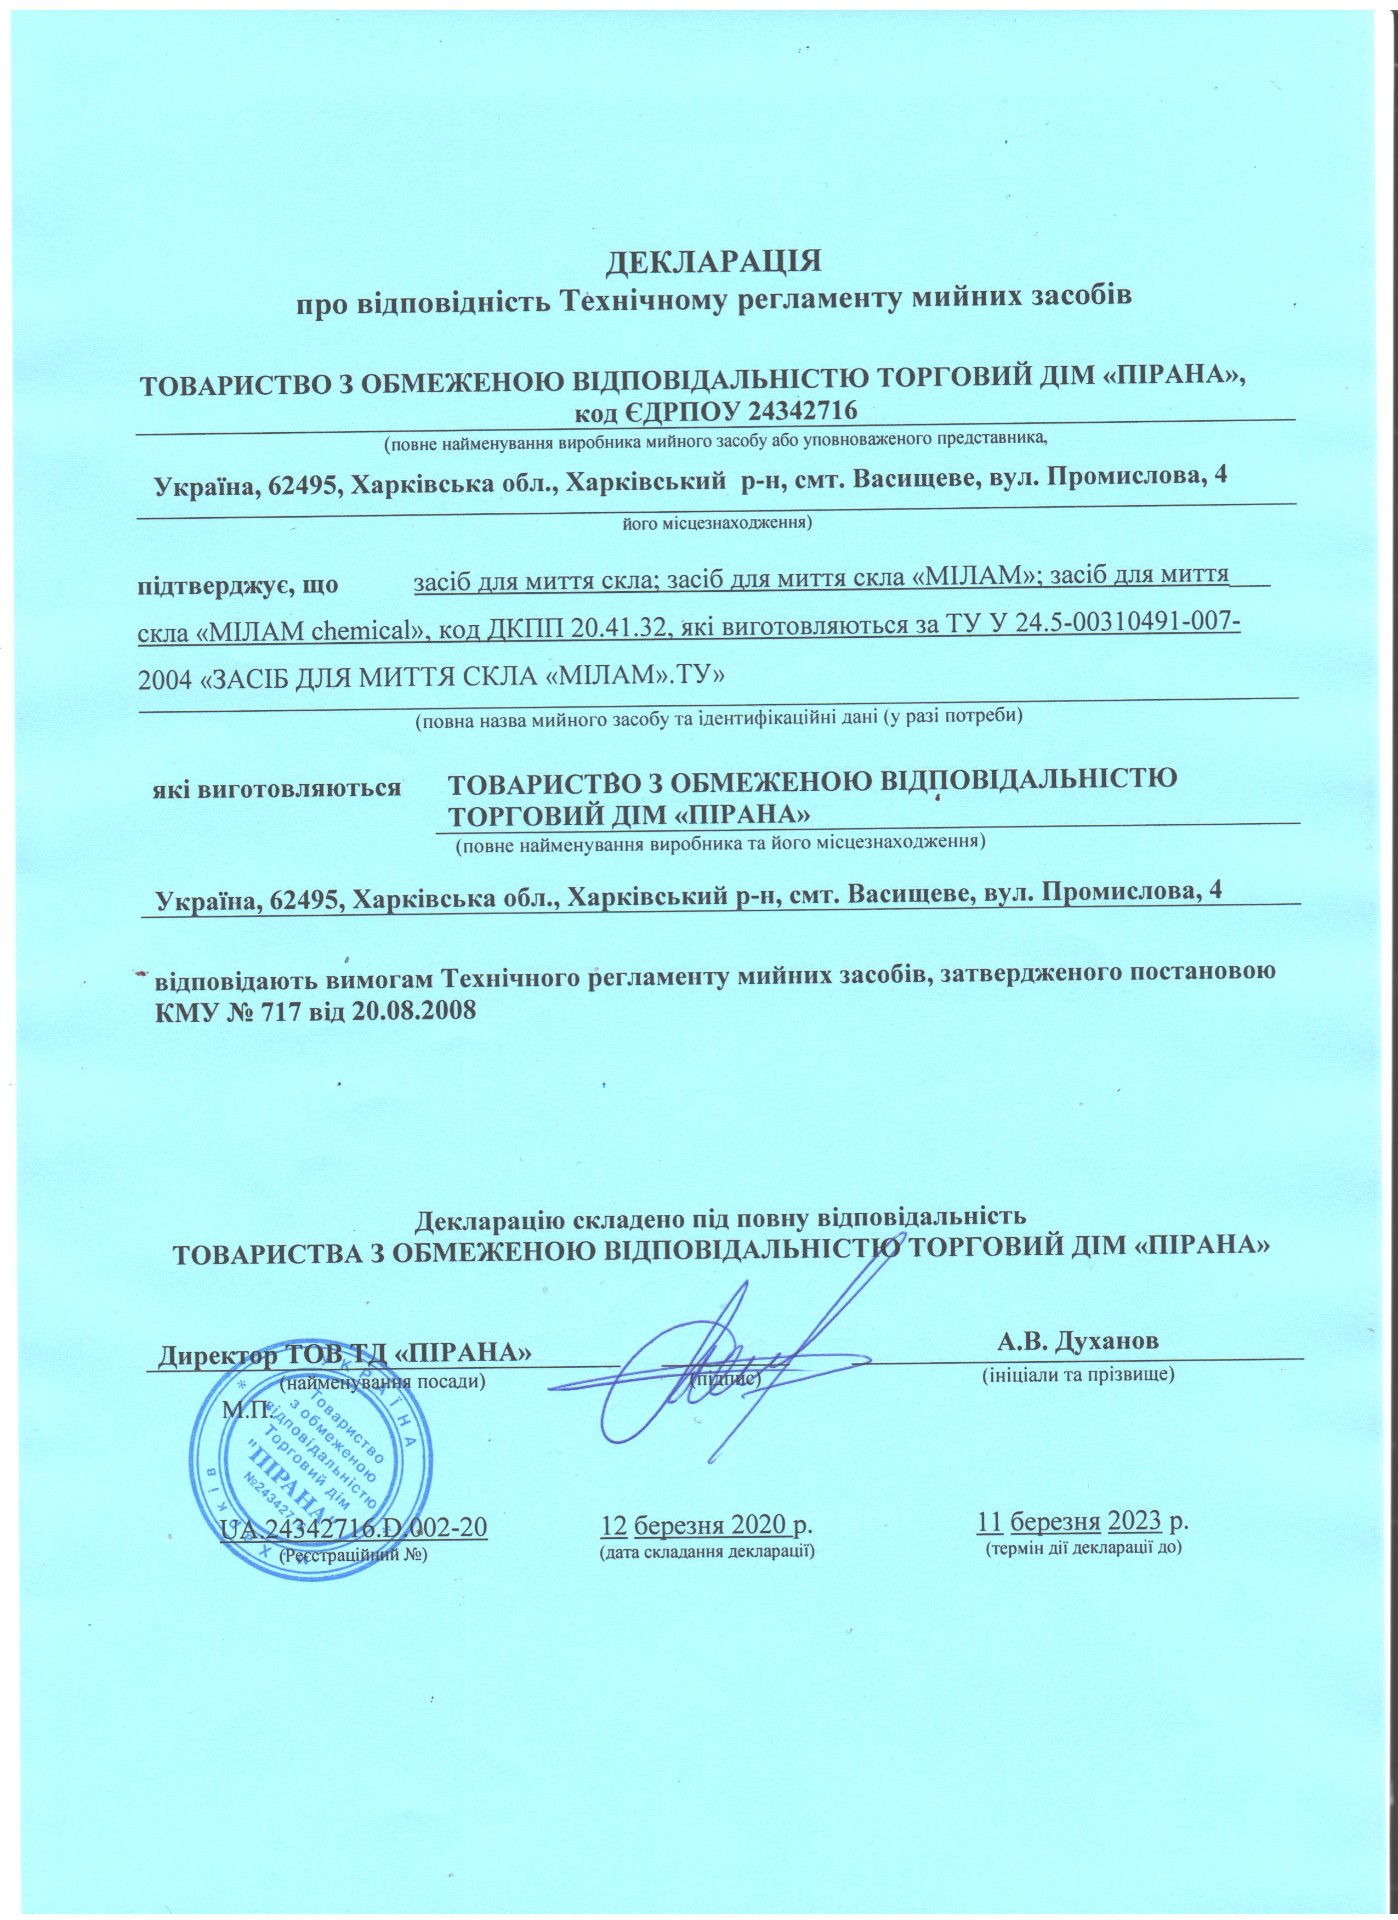 ДЕКЛАРАЦІЯ
про відповідність Технічному регламенту мийних засобів
ТОВАРИСТВО З ОБМЕЖЕНОЮ ВІДПОВІДАЛЬНІСТЮ ТОРГОВИЙ ДІМ «ПІРАНА»,
код ЄДРПОУ 24342716
(повне найменування виробника мийного засобу або уповноваженого представника,
Україна, 62495, Харківська обл., Харківський р-н, смт. Васищеве, вул. Промислова, 4
його місцезнаходження)
підтверджує, що засіб для миття скла; засіб для миття скла «МІЛАМ»; засіб для миття
скла «МІЛАМ chemical», код ДКПП 20.41.32, які виготовляються за ТУ У 24.5-00310491-007-
2004 «ЗАСІБ ДЛЯ МИТТЯ СКЛА «МІЛАМ».ТУ»
(повна назва мийного засобу та ідентифікаційні дані (у разі потреби)
які виготовляються ТОВАРИСТВО З ОБМЕЖЕНОЮ ВІДПОВІДАЛЬНІСТЮ
ТОРГОВИЙ ДІМ «ПІРАНА»
(повне найменування виробника та його місцезнаходження)
Україна, 62495, Харківська обл., Харківський р-н, смт. Васищеве, вул. Промислова, 4
відповідають вимогам Технічного регламенту мийних засобів, затвердженого постановою
КМУ № 717 від 20.08.2008
Декларацію складено під повну відповідальність
ТОВАРИСТВА З ОБМЕЖЕНОЮ ВІДПОВІДАЛЬНІСТЮ ТОРГОВИЙ ДІМ «ПІРАНА»
Директор ТОВ ТД «ПІРАНА» А.В. Духанов
(найменування посади) (підпис) (ініціали та прізвище)
М.П.
УКРАЇНА
Харків
Товариство
з обмеженою
відповідальністю
Торговий дім
"ПІРАНА"
№24342716
UA.24342716.D.002-20 12 березня 2020 р. 11 березня 2023 р.
(Реєстраційний №) (дата складання декларації) (термін дії декларації до)